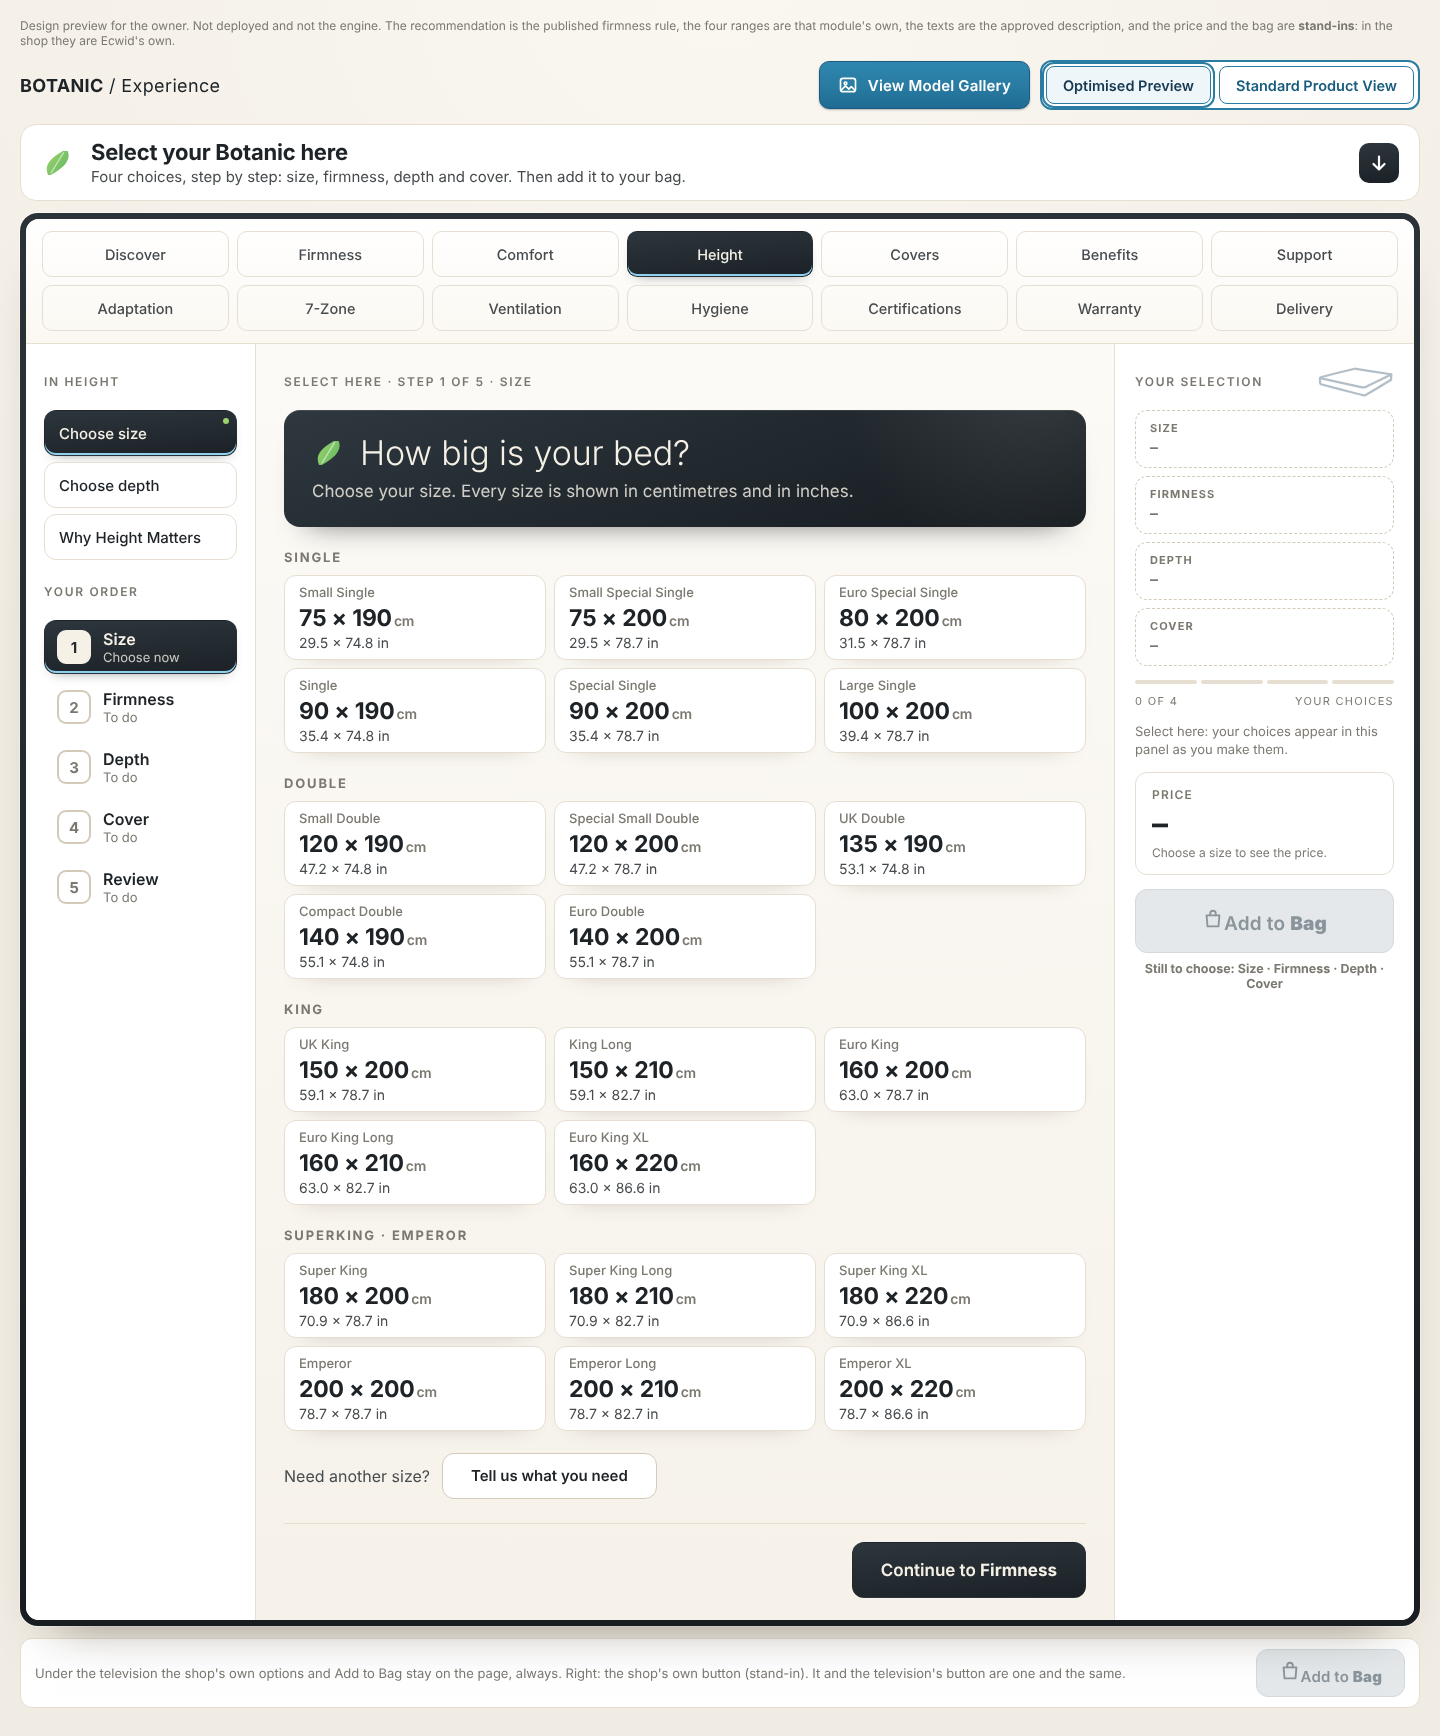 Design preview for the owner. Not deployed and not the engine. The recommendation is the published firmness rule, the four ranges are that module's own, the texts are the approved description, and the price and the bag are stand-ins: in the
shop they are Ecwid's own.
BOTANIC / Experience
View Model Gallery
Optimised Preview
Standard Product View
Select your Botanic here
Four choices, step by step: size, firmness, depth and cover. Then add it to your bag.
Discover
Firmness
Comfort
Height
Covers
Benefits
Support
Adaptation
7-Zone
Ventilation
Hygiene
Certifications
Warranty
Delivery
IN HEIGHT
Choose size
Choose depth
Why Height Matters
YOUR ORDER
1
Size
Choose now
2
Firmness
To do
3
Depth
To do
4
Cover
To do
5
Review
To do
SELECT HERE · STEP 1 OF 5 · SIZE
How big is your bed?
Choose your size. Every size is shown in centimetres and in inches.
SINGLE
Small Single
75 × 190 cm
29.5 × 74.8 in
Small Special Single
75 × 200 cm
29.5 × 78.7 in
Euro Special Single
80 × 200 cm
31.5 × 78.7 in
Single
90 × 190 cm
35.4 × 74.8 in
Special Single
90 × 200 cm
35.4 × 78.7 in
Large Single
100 × 200 cm
39.4 × 78.7 in
DOUBLE
Small Double
120 × 190 cm
47.2 × 74.8 in
Special Small Double
120 × 200 cm
47.2 × 78.7 in
UK Double
135 × 190 cm
53.1 × 74.8 in
Compact Double
140 × 190 cm
55.1 × 74.8 in
Euro Double
140 × 200 cm
55.1 × 78.7 in
KING
UK King
150 × 200 cm
59.1 × 78.7 in
King Long
150 × 210 cm
59.1 × 82.7 in
Euro King
160 × 200 cm
63.0 × 78.7 in
Euro King Long
160 × 210 cm
63.0 × 82.7 in
Euro King XL
160 × 220 cm
63.0 × 86.6 in
SUPERKING · EMPEROR
Super King
180 × 200 cm
70.9 × 78.7 in
Super King Long
180 × 210 cm
70.9 × 82.7 in
Super King XL
180 × 220 cm
70.9 × 86.6 in
Emperor
200 × 200 cm
78.7 × 78.7 in
Emperor Long
200 × 210 cm
78.7 × 82.7 in
Emperor XL
200 × 220 cm
78.7 × 86.6 in
Need another size?
Tell us what you need
Continue to Firmness
YOUR SELECTION
SIZE
–
FIRMNESS
–
DEPTH
–
COVER
–
0 OF 4
YOUR CHOICES
Select here: your choices appear in this
panel as you make them.
PRICE
–
Choose a size to see the price.
Add to Bag
Still to choose: Size · Firmness · Depth ·
Cover
Under the television the shop's own options and Add to Bag stay on the page, always. Right: the shop's own button (stand-in). It and the television's button are one and the same.
Add to Bag